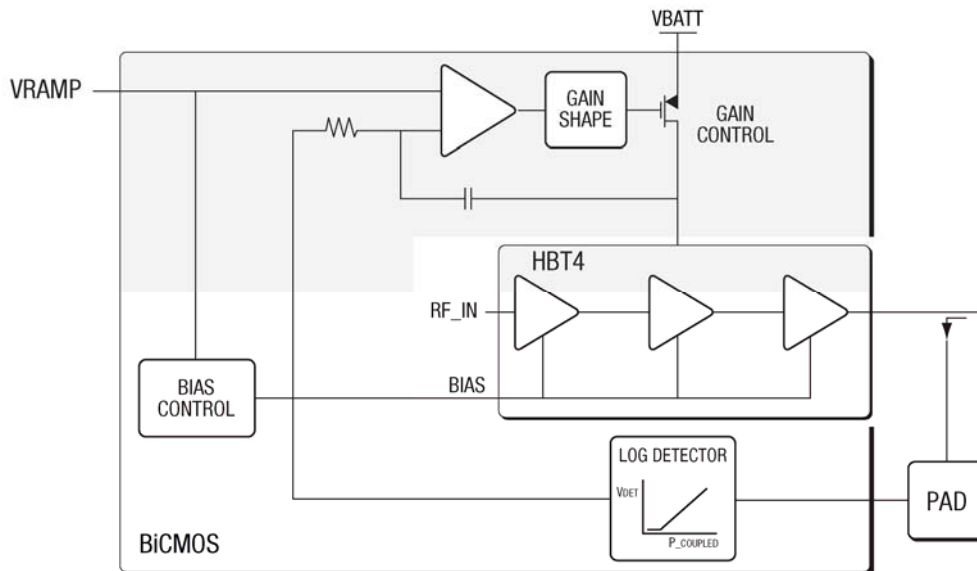 VBATT
VRAMP
GAIN
SHAPE
GAIN
CONTROL
HBT4
RF_IN
BIAS
CONTROL
BIAS
LOG DETECTOR
VDET
P_COUPLED
PAD
BiCMOS